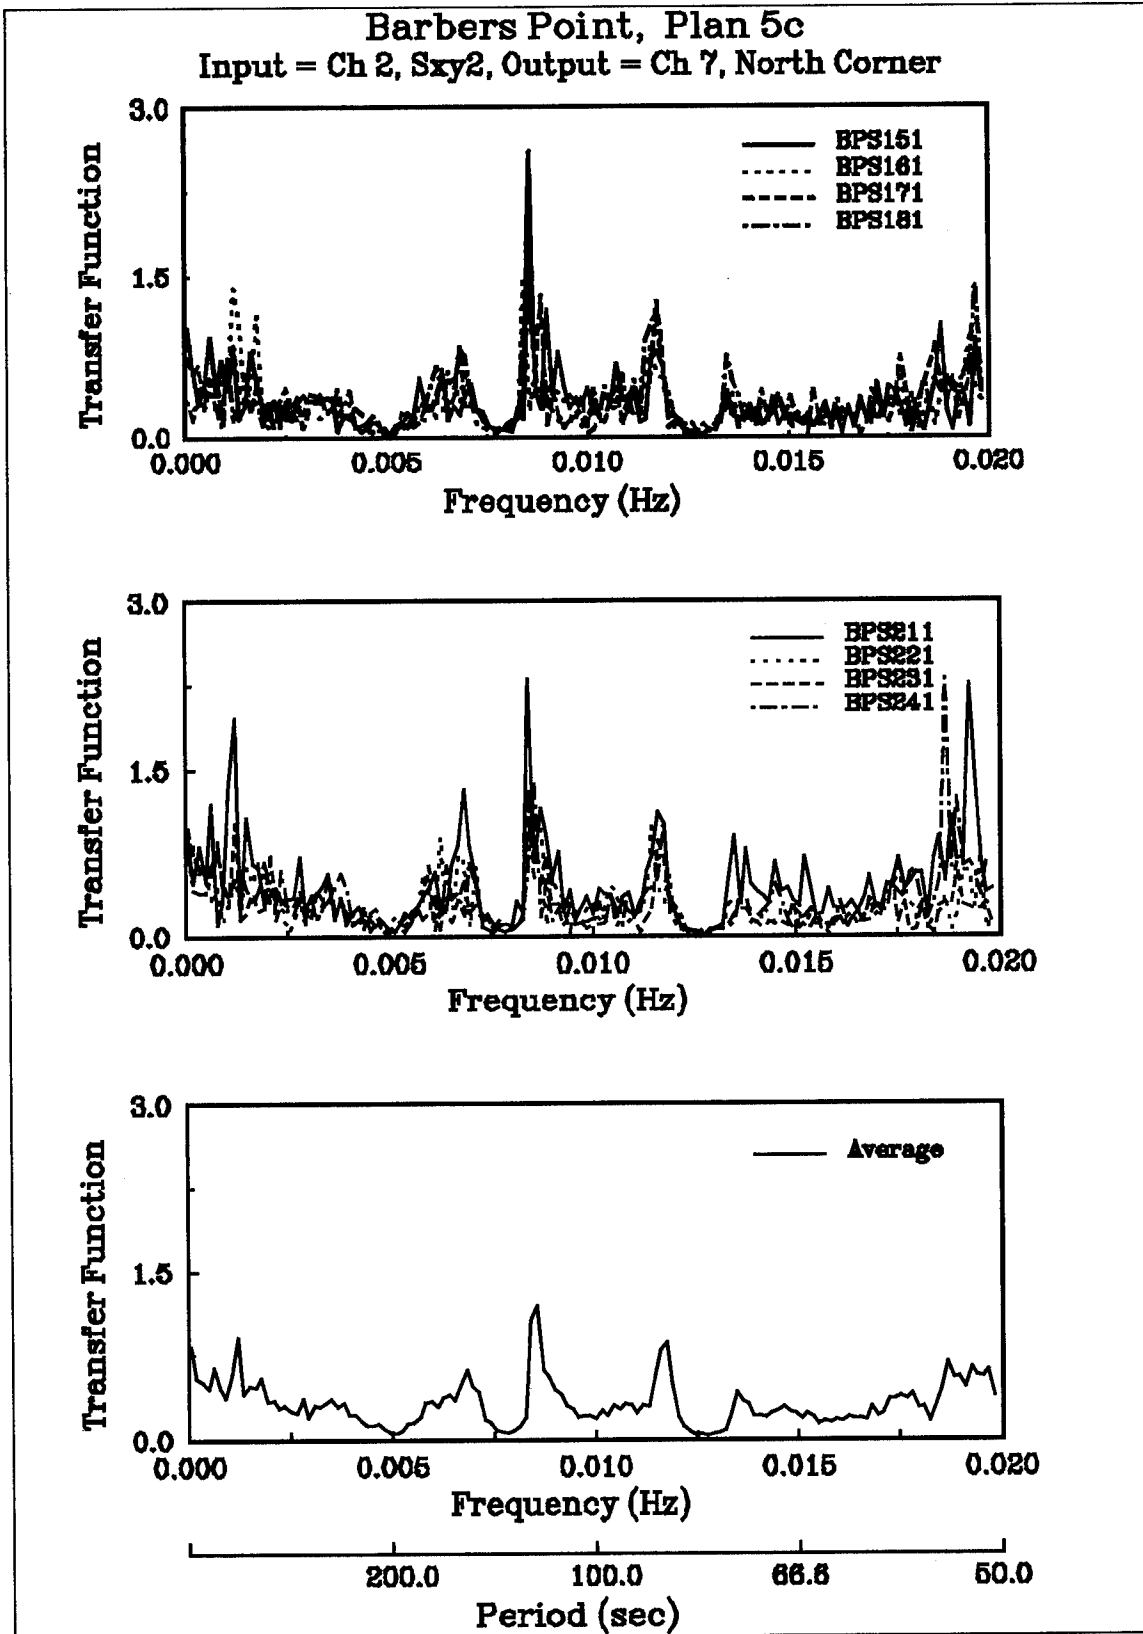 Barbers Point, Plan 5c
Input = Ch 2, Sxy2, Output = Ch 7, North Corner
3.0
1.5
0.0
Transfer Function
BPS151
BPS161
BPS171
BPS181
0.000 0.005 0.010 0.015 0.020
Frequency (Hz)
3.0
1.5
0.0
Transfer Function
BPS211
BPS221
BPS231
BPS241
0.000 0.005 0.010 0.015 0.020
Frequency (Hz)
3.0
1.5
0.0
Transfer Function
Average
0.000 0.005 0.010 0.015 0.020
Frequency (Hz)
200.0 100.0 66.6 50.0
Period (sec)